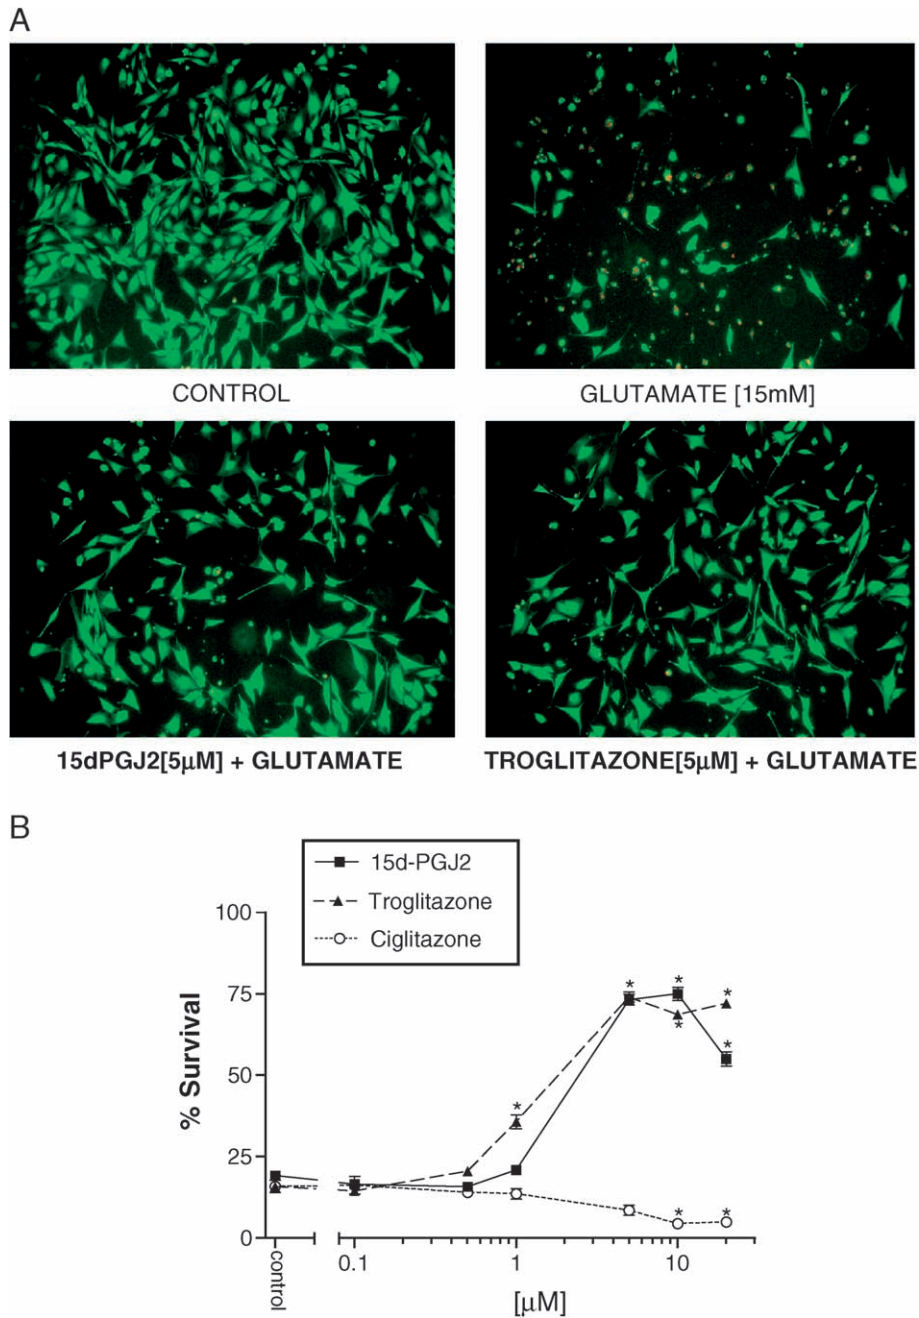 A
CONTROL
GLUTAMATE [15mM]
15dPGJ2[5μM] + GLUTAMATE
TROGLITAZONE[5μM] + GLUTAMATE
B
15d-PGJ2
Troglitazone
Ciglitazone
100
75
50
25
0
% Survival
* * * * * * * * *
control
0.1
1
10
[μM]